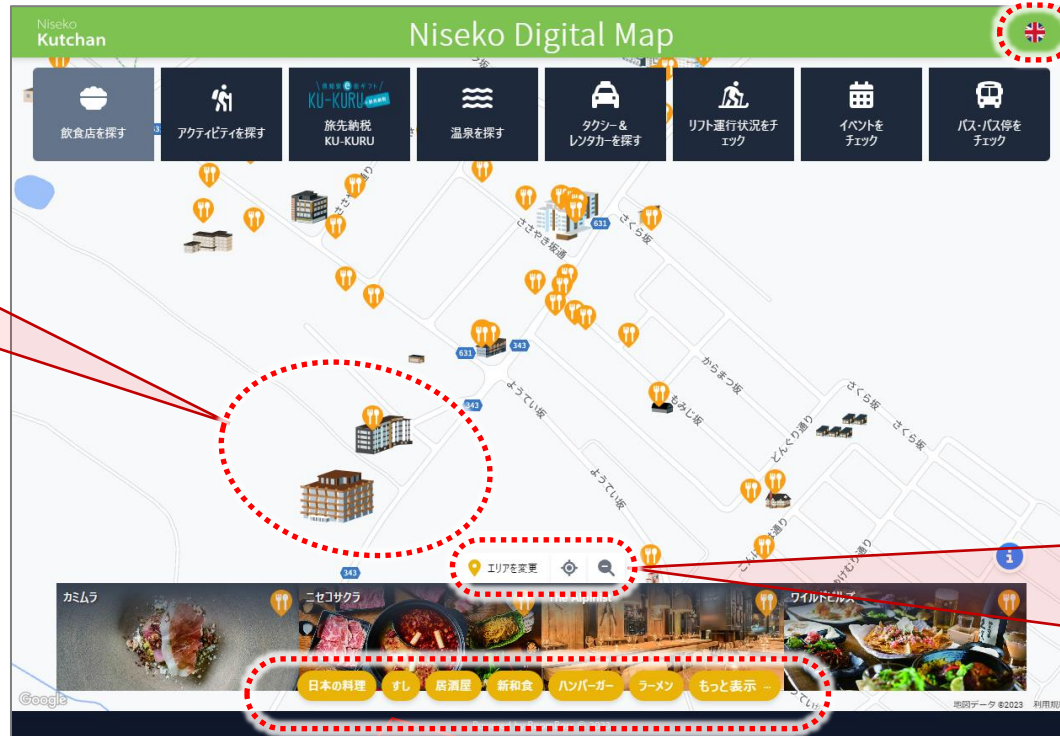 Niseko
Kutchan
Niseko Digital Map
飲食店を探す
アクティビティを探す
KU-KURU
旅先納税
KU-KURU
温泉を探す
タクシー&
レンタカーを探す
リフト運行状況をチ
ェック
イベントを
チェック
バス・バス停を
チェック
ささやき坂通
631
さくら坂
631
343
343
ようてい坂
からまつ坂
もみじ坂
さくら坂
さくら坂
どんぐり通り
ようてい坂
343
エリアを変更
カミムラ
ニセコサクラ
ワイルドビルズ
日本の料理
すし
居酒屋
新和食
ハンバーガー
ラーメン
もっと表示 ...
Google
地図データ ©2023